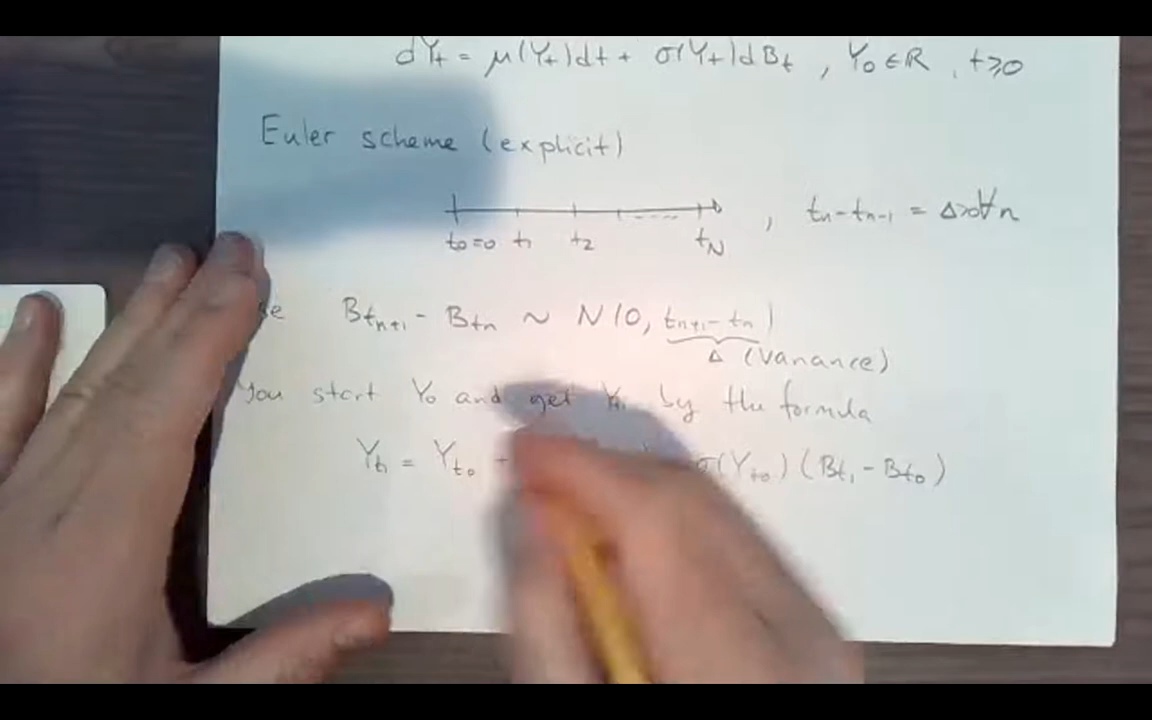 dYt = μ(Yt)dt + σ(Yt)dBt , Y0 ∈ ℝ , t ≥ 0
Euler scheme (explicit)
t0=0 t1 t2 tN , tn - tn-1 = Δ>0 ∀n
Btn+1 - Btn ~ N(0, tn+1 - tn)
Δ (variance)
You start Y0 and get by the formula
Yt1 = Yt0 + σ(Yt0)(Bt1 - Bt0)